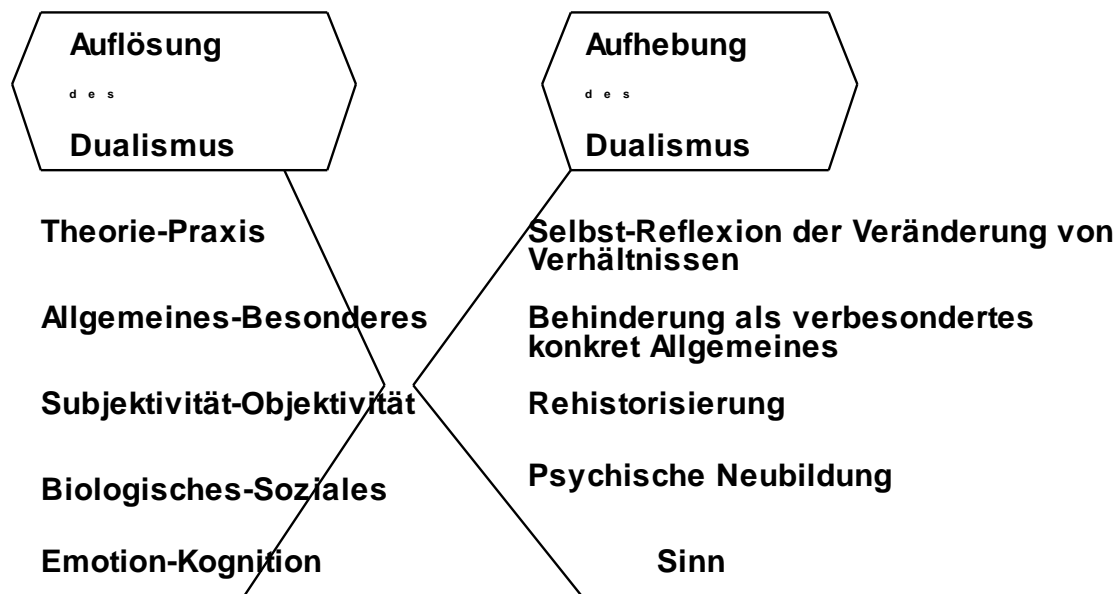 Auflösung
des
Dualismus
Aufhebung
des
Dualismus
Theorie-Praxis
Selbst-Reflexion der Veränderung von
Verhältnissen
Allgemeines-Besonderes
Behinderung als verbesondertes
konkret Allgemeines
Subjektivität-Objektivität
Rehistorisierung
Biologisches-Soziales
Psychische Neubildung
Emotion-Kognition
Sinn